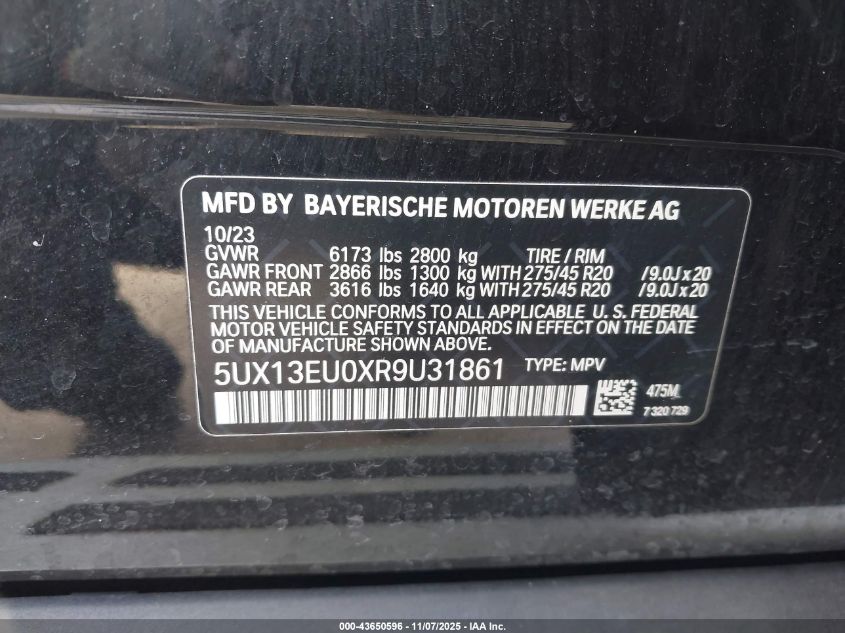 MFD BY BAYERISCHE MOTOREN WERKE AG
10/23
GVWR 6173 lbs 2800 kg TIRE / RIM
GAWR FRONT 2866 lbs 1300 kg WITH 275/45 R20 /9.0J x 20
GAWR REAR 3616 lbs 1640 kg WITH 275/45 R20 /9.0J x 20
THIS VEHICLE CONFORMS TO ALL APPLICABLE U. S. FEDERAL
MOTOR VEHICLE SAFETY STANDARDS IN EFFECT ON THE DATE
OF MANUFACTURE SHOWN ABOVE.
5UX13EU0XR9U31861 TYPE: MPV
475M
7 320 729
000-43650596 - 11/07/2025 - IAA Inc.